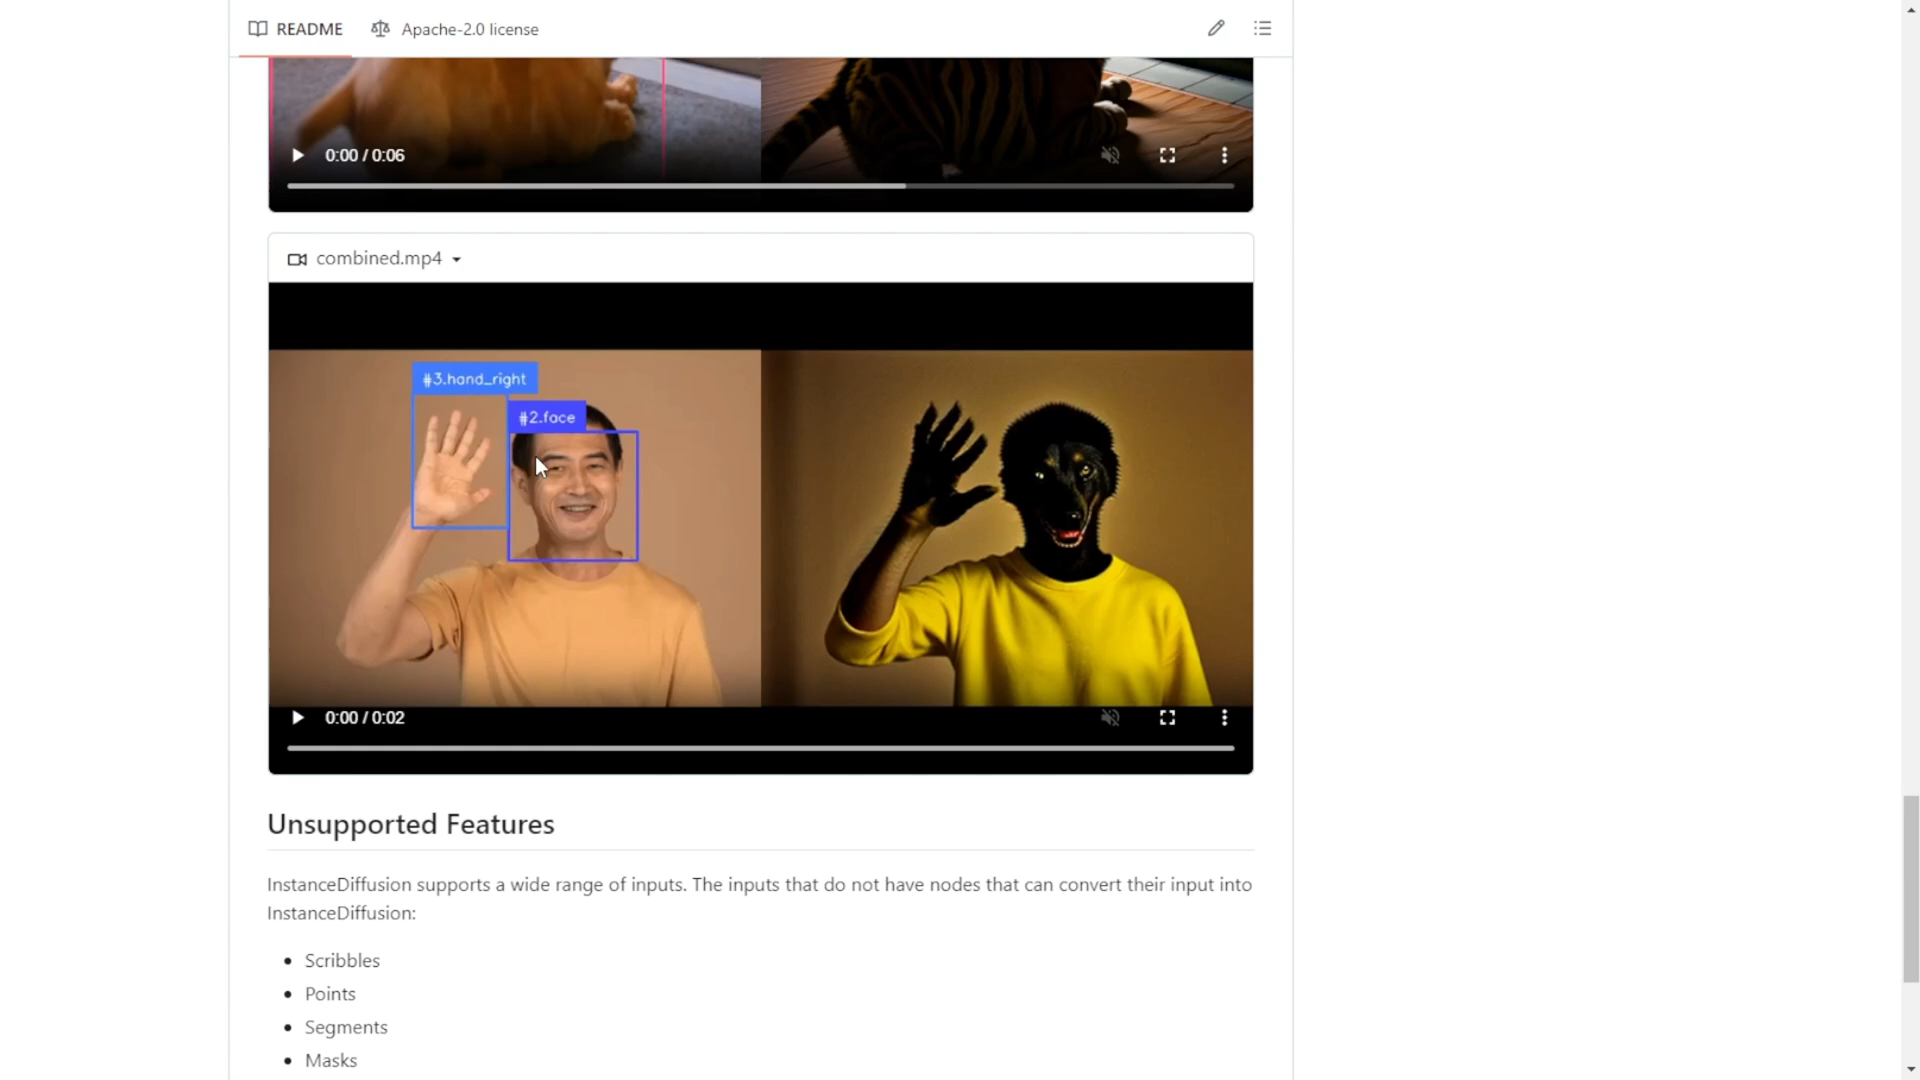 README Apache-2.0 license
0:00 / 0:06
combined.mp4
#3.hand_right
#2.face
0:00 / 0:02
Unsupported Features
InstanceDiffusion supports a wide range of inputs. The inputs that do not have nodes that can convert their input into
InstanceDiffusion:
Scribbles
Points
Segments
Masks